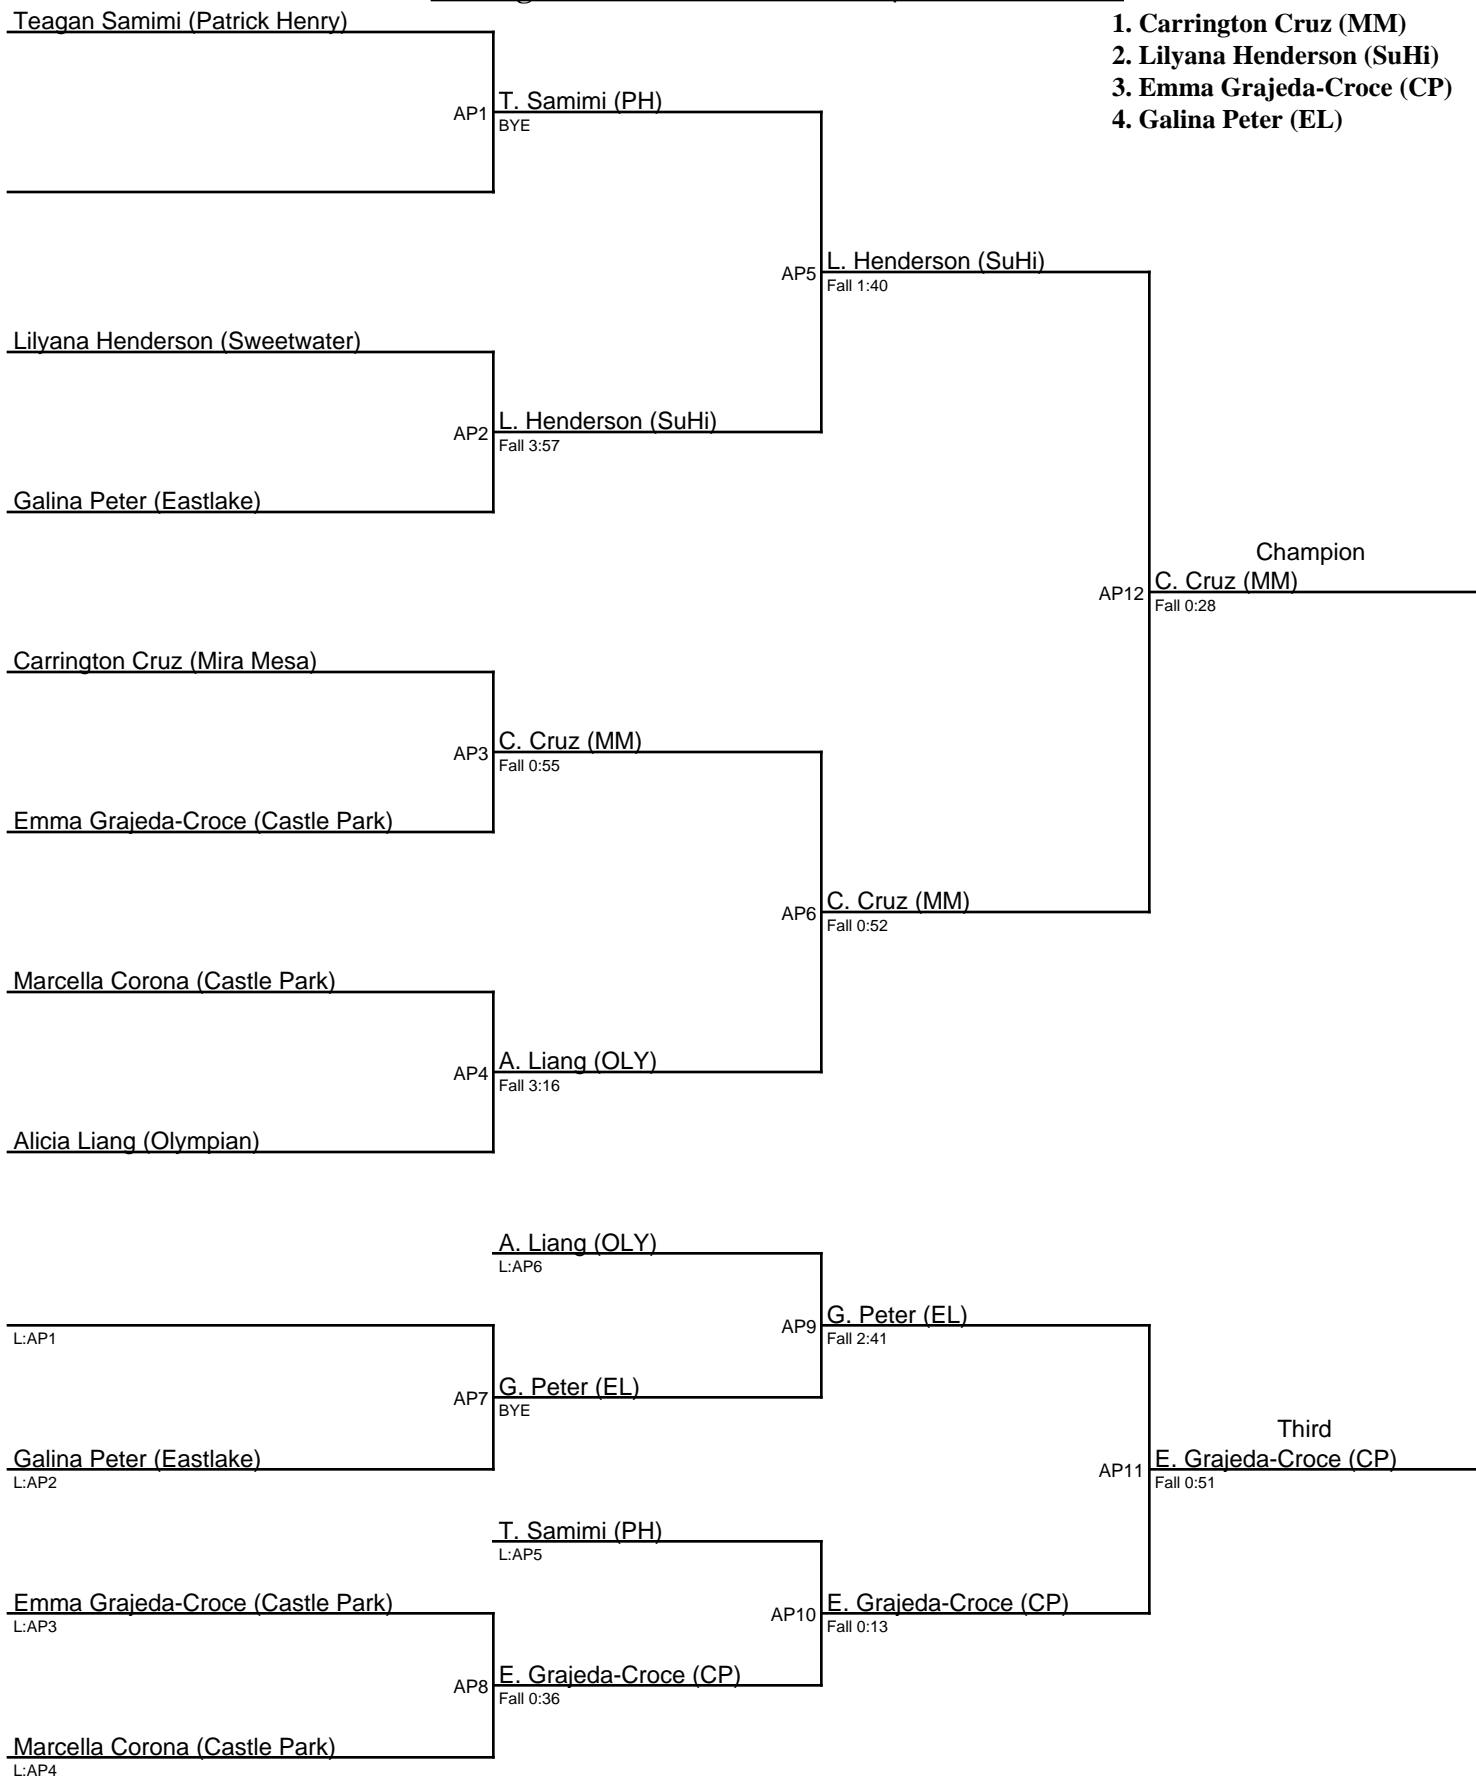 Teagan Samimi (Patrick Henry)
1. Carrington Cruz (MM)
2. Lilyana Henderson (SuHi)
3. Emma Grajeda-Croce (CP)
4. Galina Peter (EL)
AP1
T. Samimi (PH)
BYE
AP5
L. Henderson (SuHi)
Fall 1:40
Lilyana Henderson (Sweetwater)
AP2
L. Henderson (SuHi)
Fall 3:57
Galina Peter (Eastlake)
Champion
AP12
C. Cruz (MM)
Fall 0:28
Carrington Cruz (Mira Mesa)
AP3
C. Cruz (MM)
Fall 0:55
Emma Grajeda-Croce (Castle Park)
AP6
C. Cruz (MM)
Fall 0:52
Marcella Corona (Castle Park)
AP4
A. Liang (OLY)
Fall 3:16
Alicia Liang (Olympian)
A. Liang (OLY)
L:AP6
L:AP1
AP9
G. Peter (EL)
Fall 2:41
AP7
G. Peter (EL)
BYE
Galina Peter (Eastlake)
L:AP2
Third
AP11
E. Grajeda-Croce (CP)
Fall 0:51
T. Samimi (PH)
L:AP5
Emma Grajeda-Croce (Castle Park)
L:AP3
AP10
E. Grajeda-Croce (CP)
Fall 0:13
AP8
E. Grajeda-Croce (CP)
Fall 0:36
Marcella Corona (Castle Park)
L:AP4